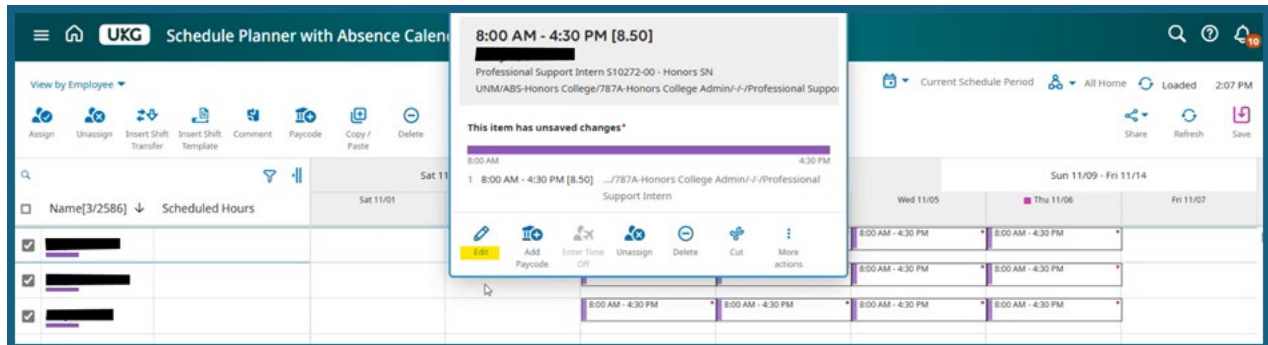 UKG Schedule Planner with Absence Calen
10
8:00 AM - 4:30 PM [8.50]
Professional Support Intern S10272-00 - Honors SN
UNM/ABS-Honors College/787A-Honors College Admin/-/-/Professional Suppo
This item has unsaved changes*
8:00 AM 4:30 PM
1 8:00 AM - 4:30 PM [8.50] .../787A-Honors College Admin/-/-/Professional
Support Intern
Edit
Add
Paycode
Enter Time
Off
Unassign
Delete
Cut
More
actions
View by Employee
Current Schedule Period
All Home
Loaded
2:07 PM
Assign
Unassign
Insert Shift
Transfer
Insert Shift
Template
Comment
Paycode
Copy /
Paste
Delete
Share
Refresh
Save
Sat 11
Sun 11/09 - Fri 11/14
Name[3/2586]
Scheduled Hours
Sat 11/01
Wed 11/05
Thu 11/06
Fri 11/07
8:00 AM - 4:30 PM * 8:00 AM - 4:30 PM *
8:00 AM - 4:30 PM * 8:00 AM - 4:30 PM *
8:00 AM - 4:30 PM * 8:00 AM - 4:30 PM * 8:00 AM - 4:30 PM * 8:00 AM - 4:30 PM *